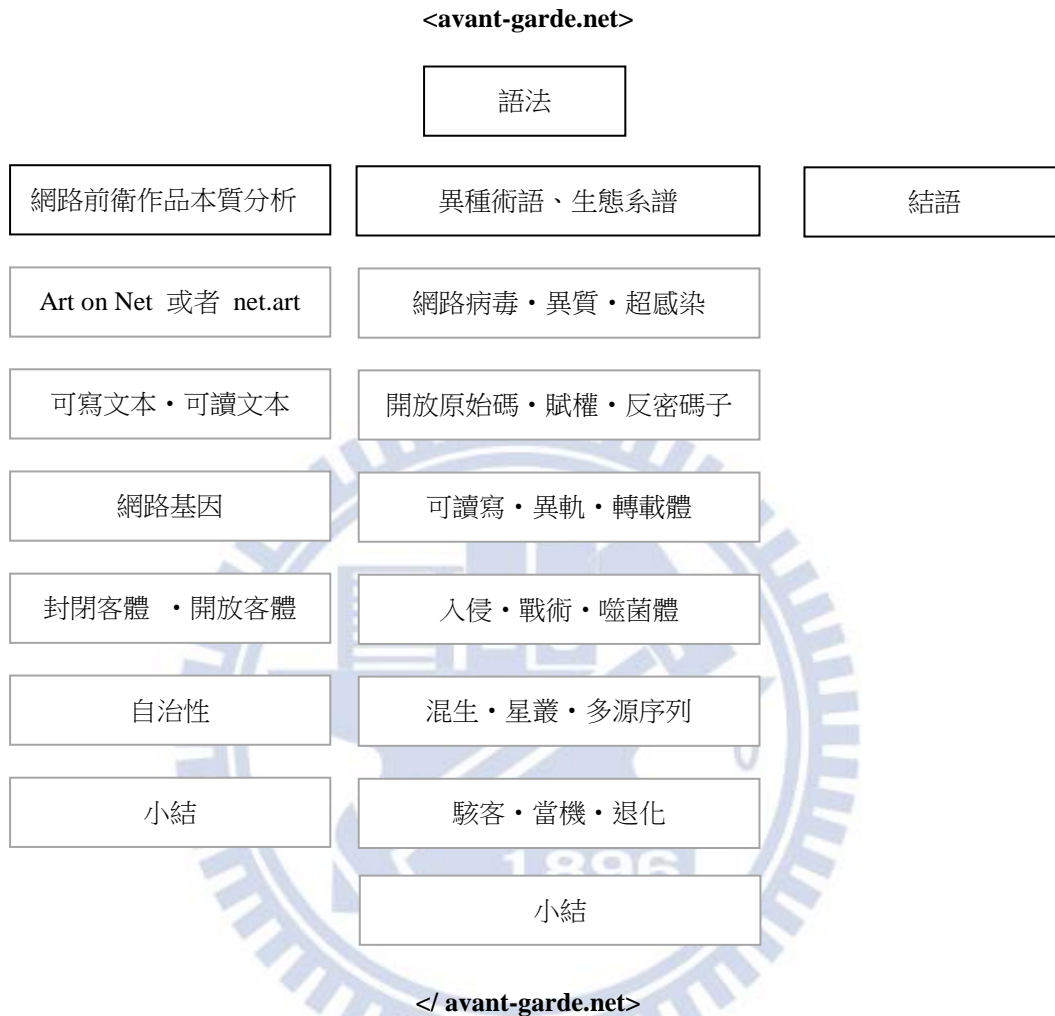 <avant-garde.net>
語法
網路前衛作品本質分析
異種術語、生態系譜
結語
Art on Net 或者 net.art
網路病毒・異質・超感染
可寫文本・可讀文本
開放原始碼・賦權・反密碼子
網路基因
可讀寫・異軌・轉載體
封閉客體 ・開放客體
入侵・戰術・噬菌體
自治性
混生・星叢・多源序列
小結
駭客・當機・退化
1896
小結
</ avant-garde.net>